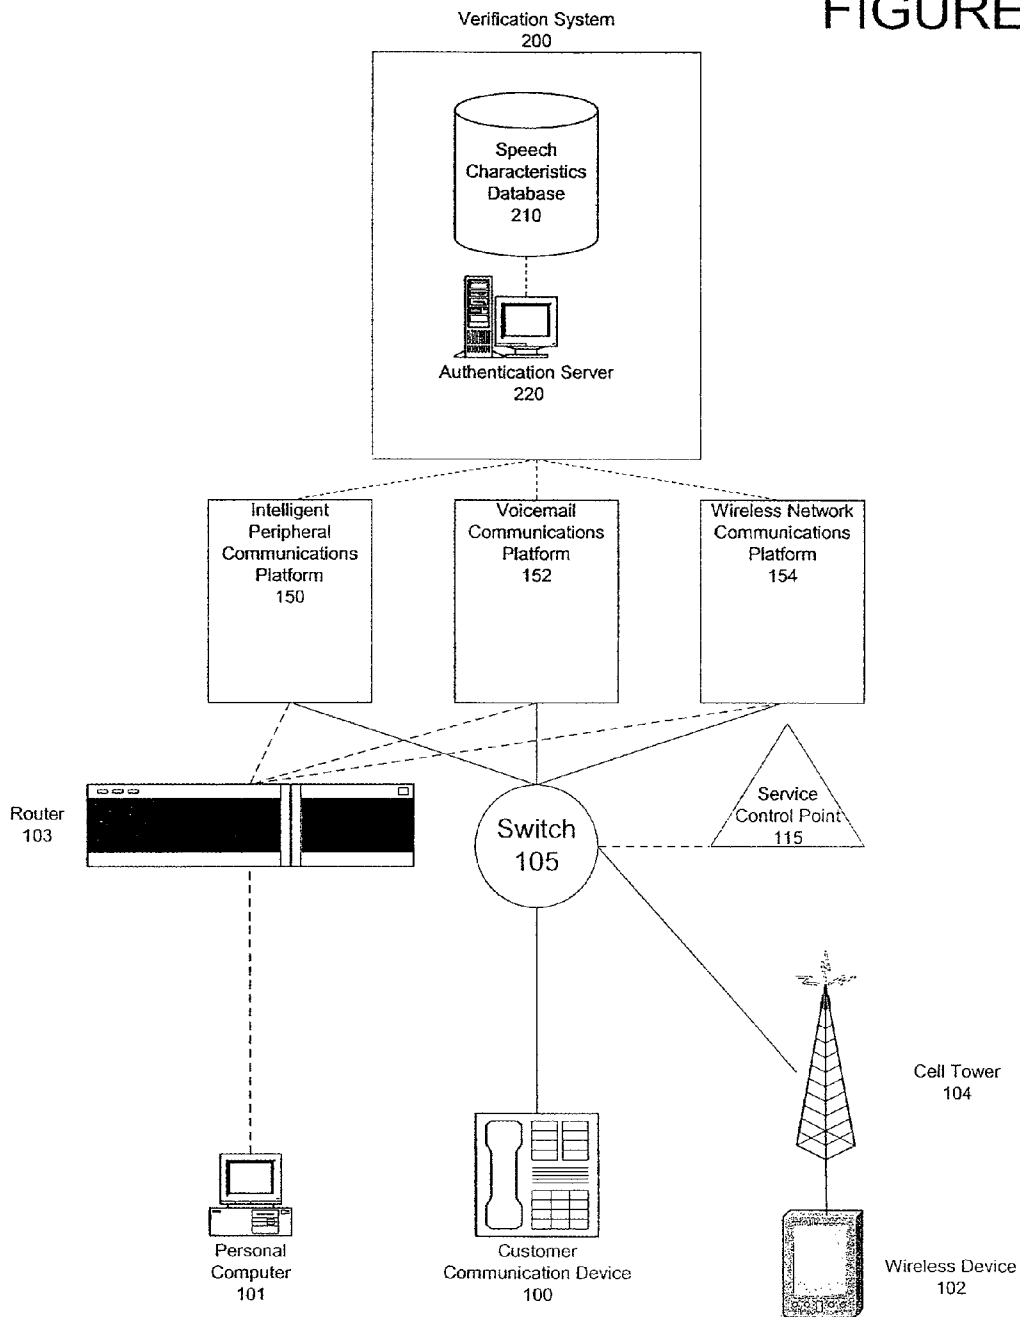 FIGURE
Verification System
200
Speech
Characteristics
Database
210
Authentication Server
220
Intelligent
Peripheral
Communications
Platform
150
Voicemail
Communications
Platform
152
Wireless Network
Communications
Platform
154
Router
103
Switch
105
Service
Control Point
115
Cell Tower
104
Personal
Computer
101
Customer
Communication Device
100
Wireless Device
102